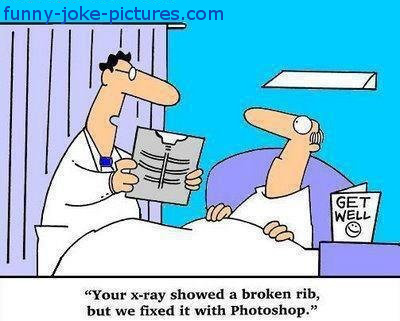 funny-joke-pictures.com
GET
WELL
“Your x-ray showed a broken rib,
but we fixed it with Photoshop.”